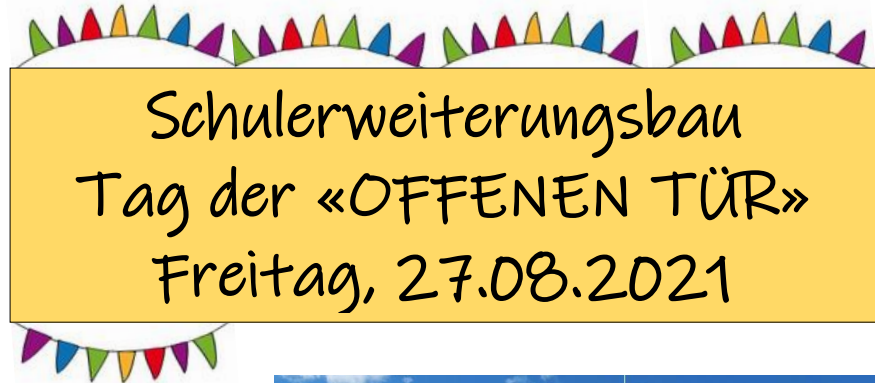 Schulerweiterungsbau
Tag der «OFFENEN TÜR»
Freitag, 27.08.2021